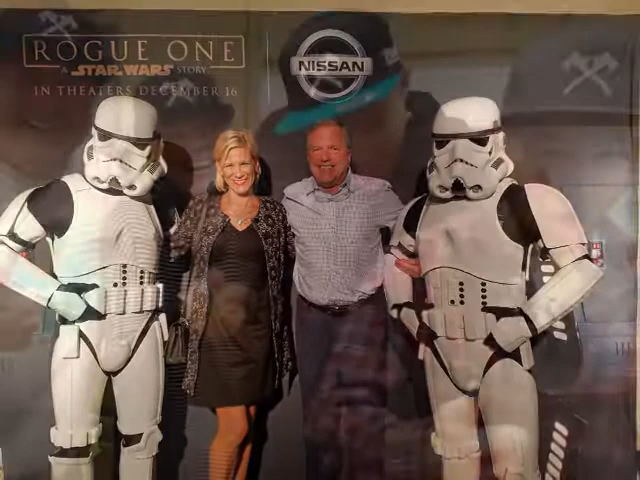 ROGUE ONE
A STAR WARS STORY
IN THEATERS DECEMBER 16
NISSAN